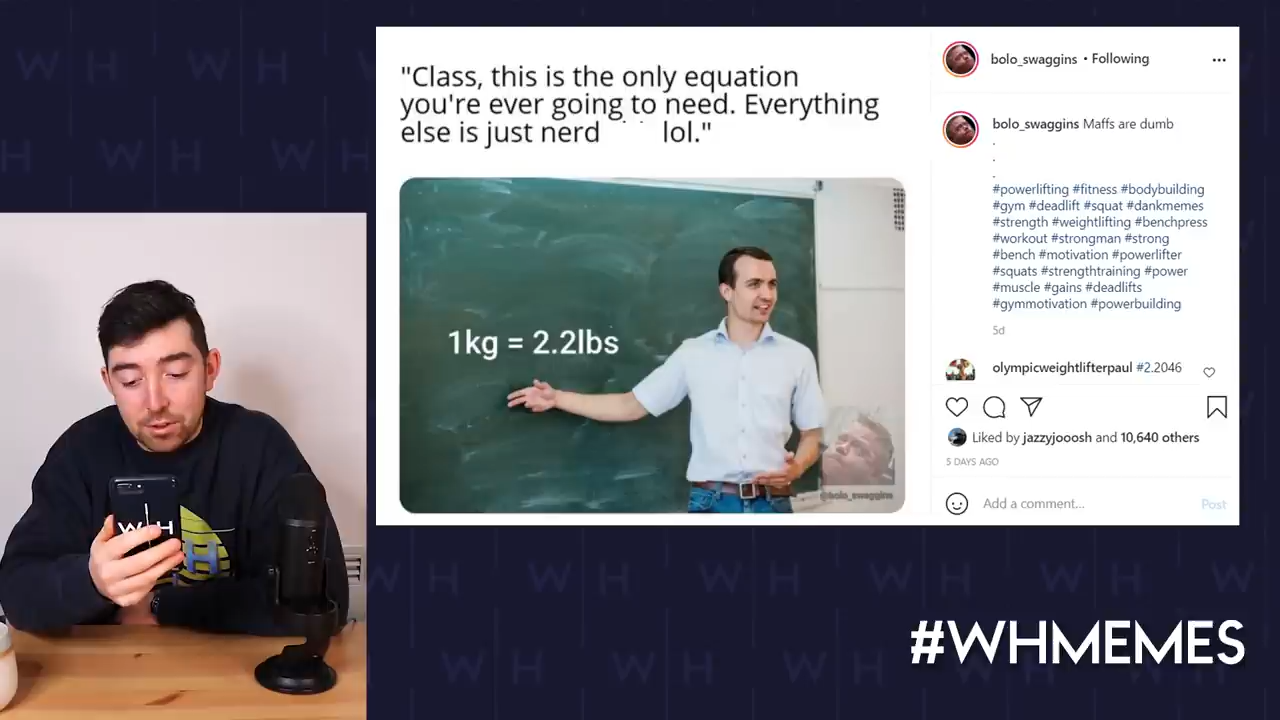 "Class, this is the only equation
you're ever going to need. Everything
else is just nerd lol."
1kg = 2.2lbs
@bolo_swaggins
bolo_swaggins • Following
bolo_swaggins Maffs are dumb
.
.
.
#powerlifting #fitness #bodybuilding
#gym #deadlift #squat #dankmemes
#strength #weightlifting #benchpress
#workout #strongman #strong
#bench #motivation #powerlifter
#squats #strengthtraining #power
#muscle #gains #deadlifts
#gymmotivation #powerbuilding
5d
olympicweightlifterpaul #2.2046
Liked by jazzyjooosh and 10,640 others
5 DAYS AGO
Add a comment...
Post
W H
H
#WHMEMES